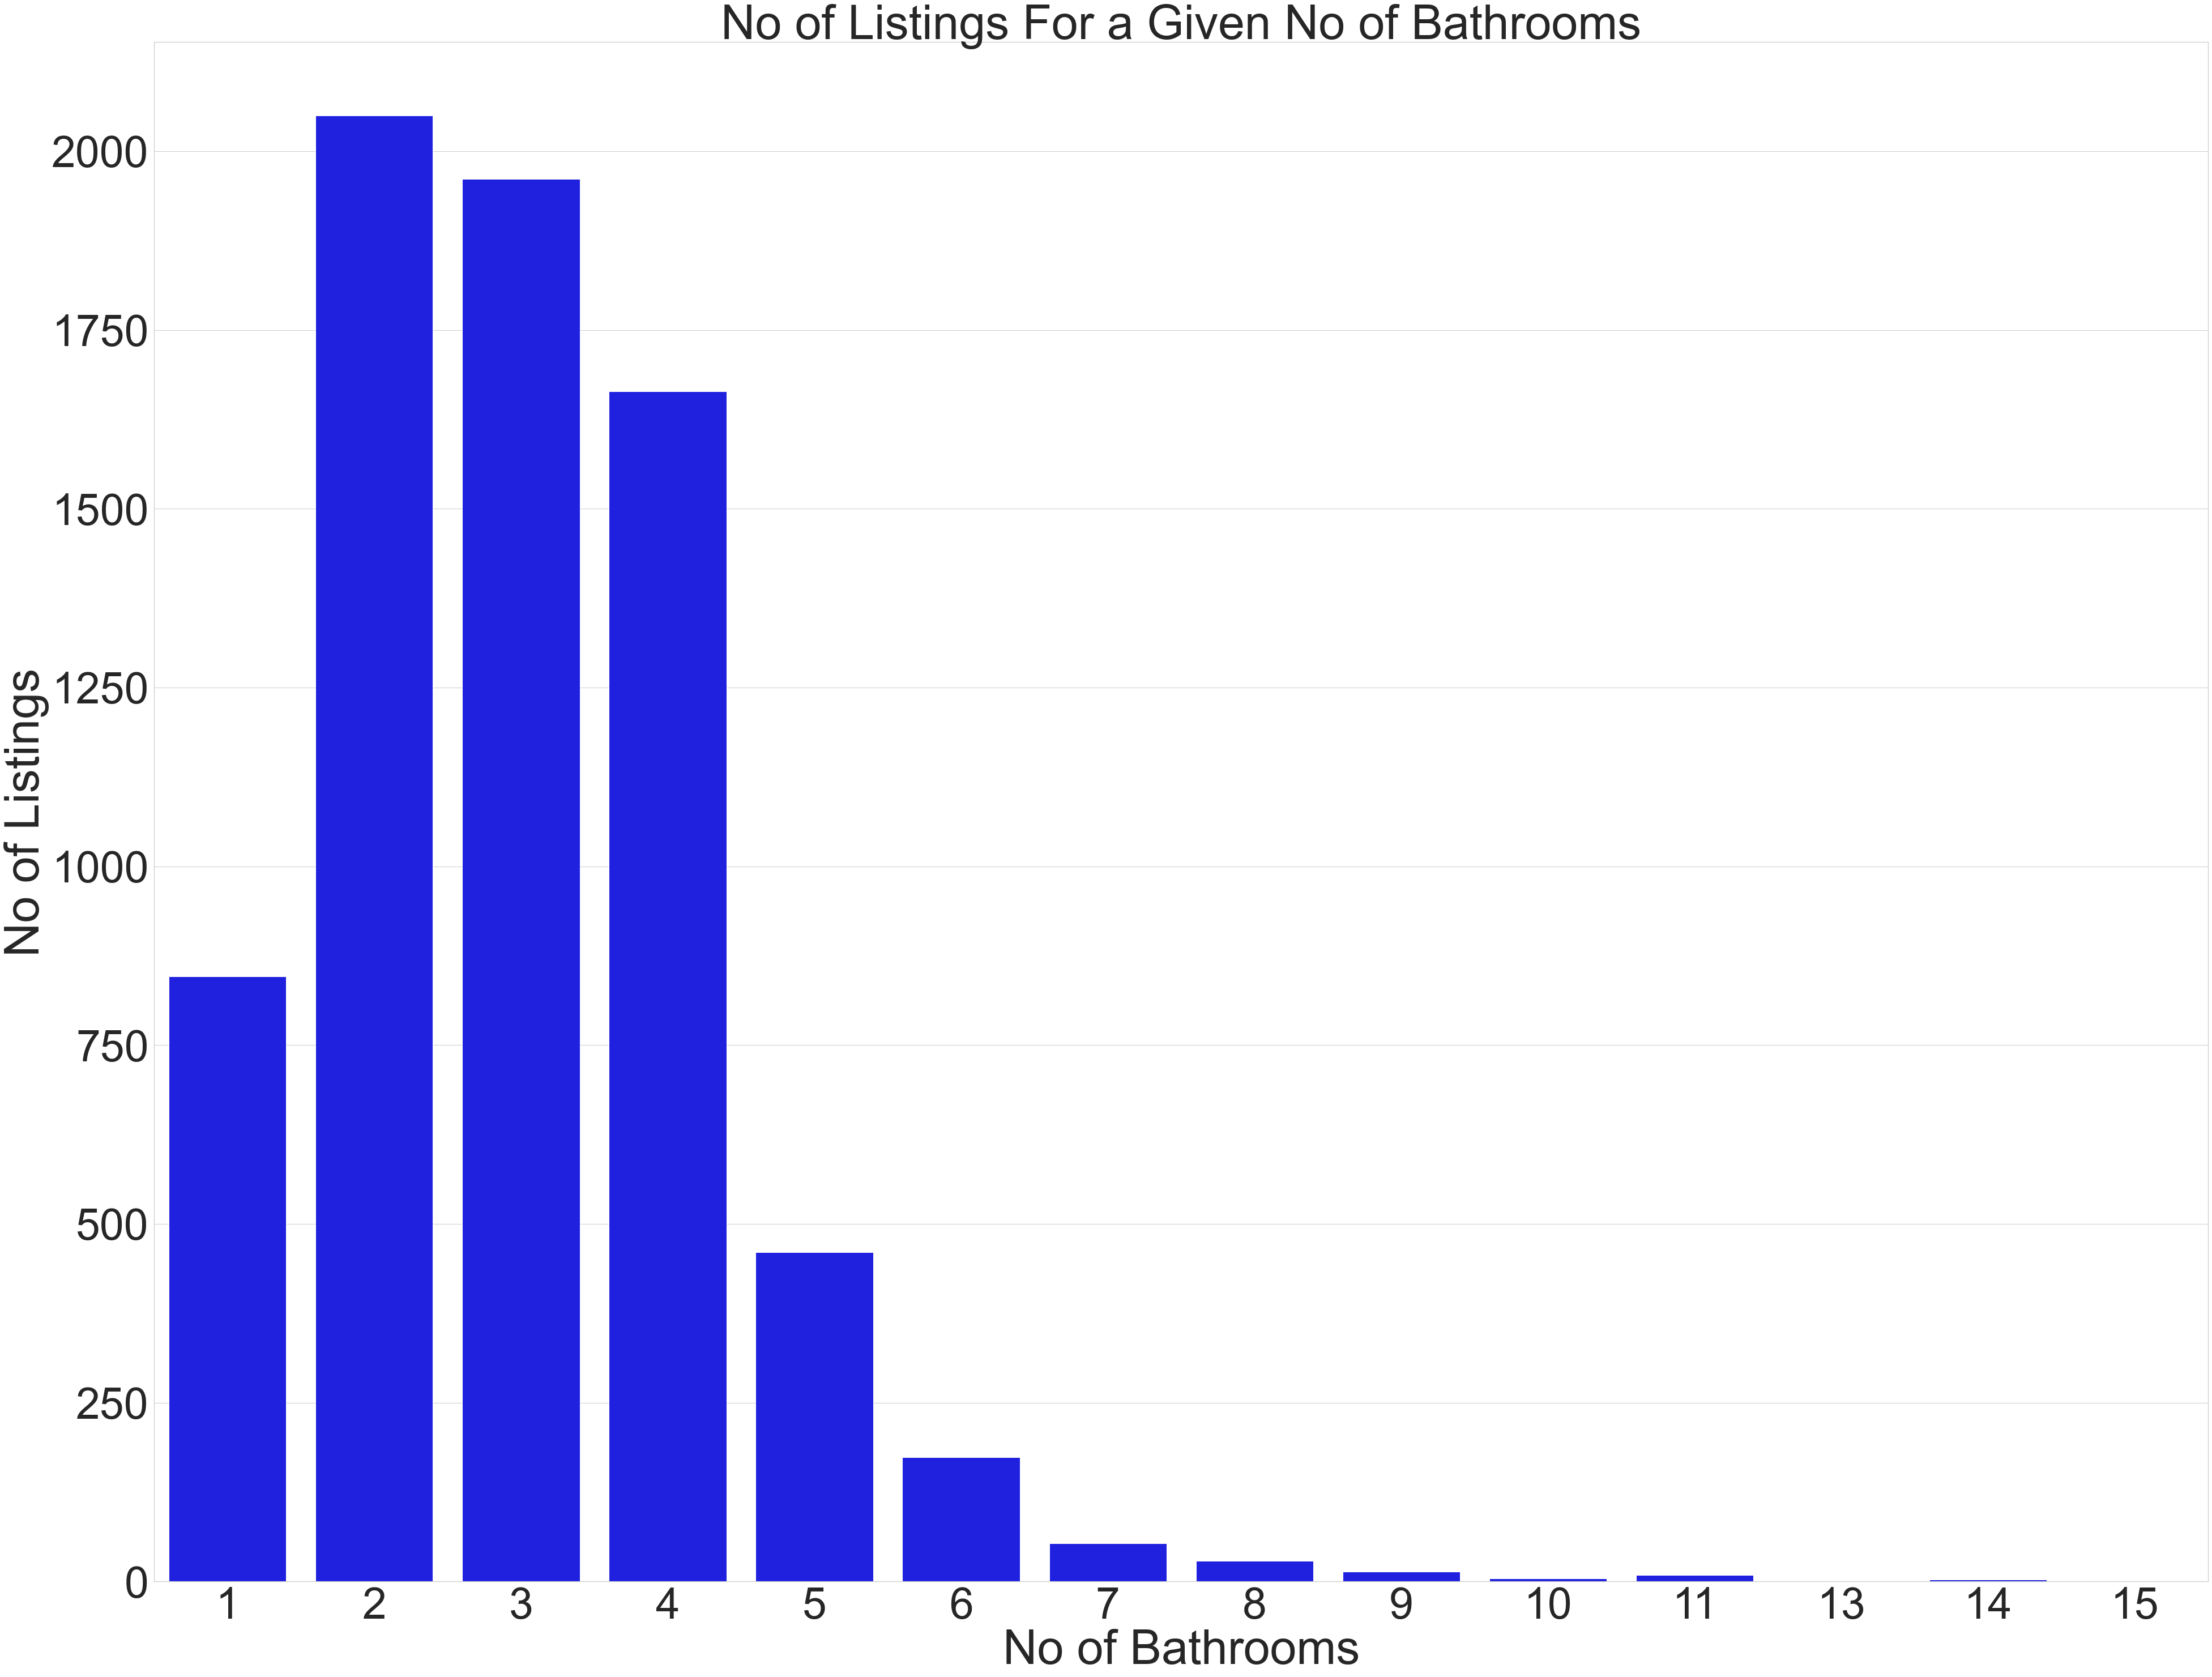 No of Listings For a Given No of Bathrooms
No of Listings
2000
1750
1500
1250
1000
750
500
250
0
1 2 3 4 5 6 7 8 9 10 11 13 14 15
No of Bathrooms